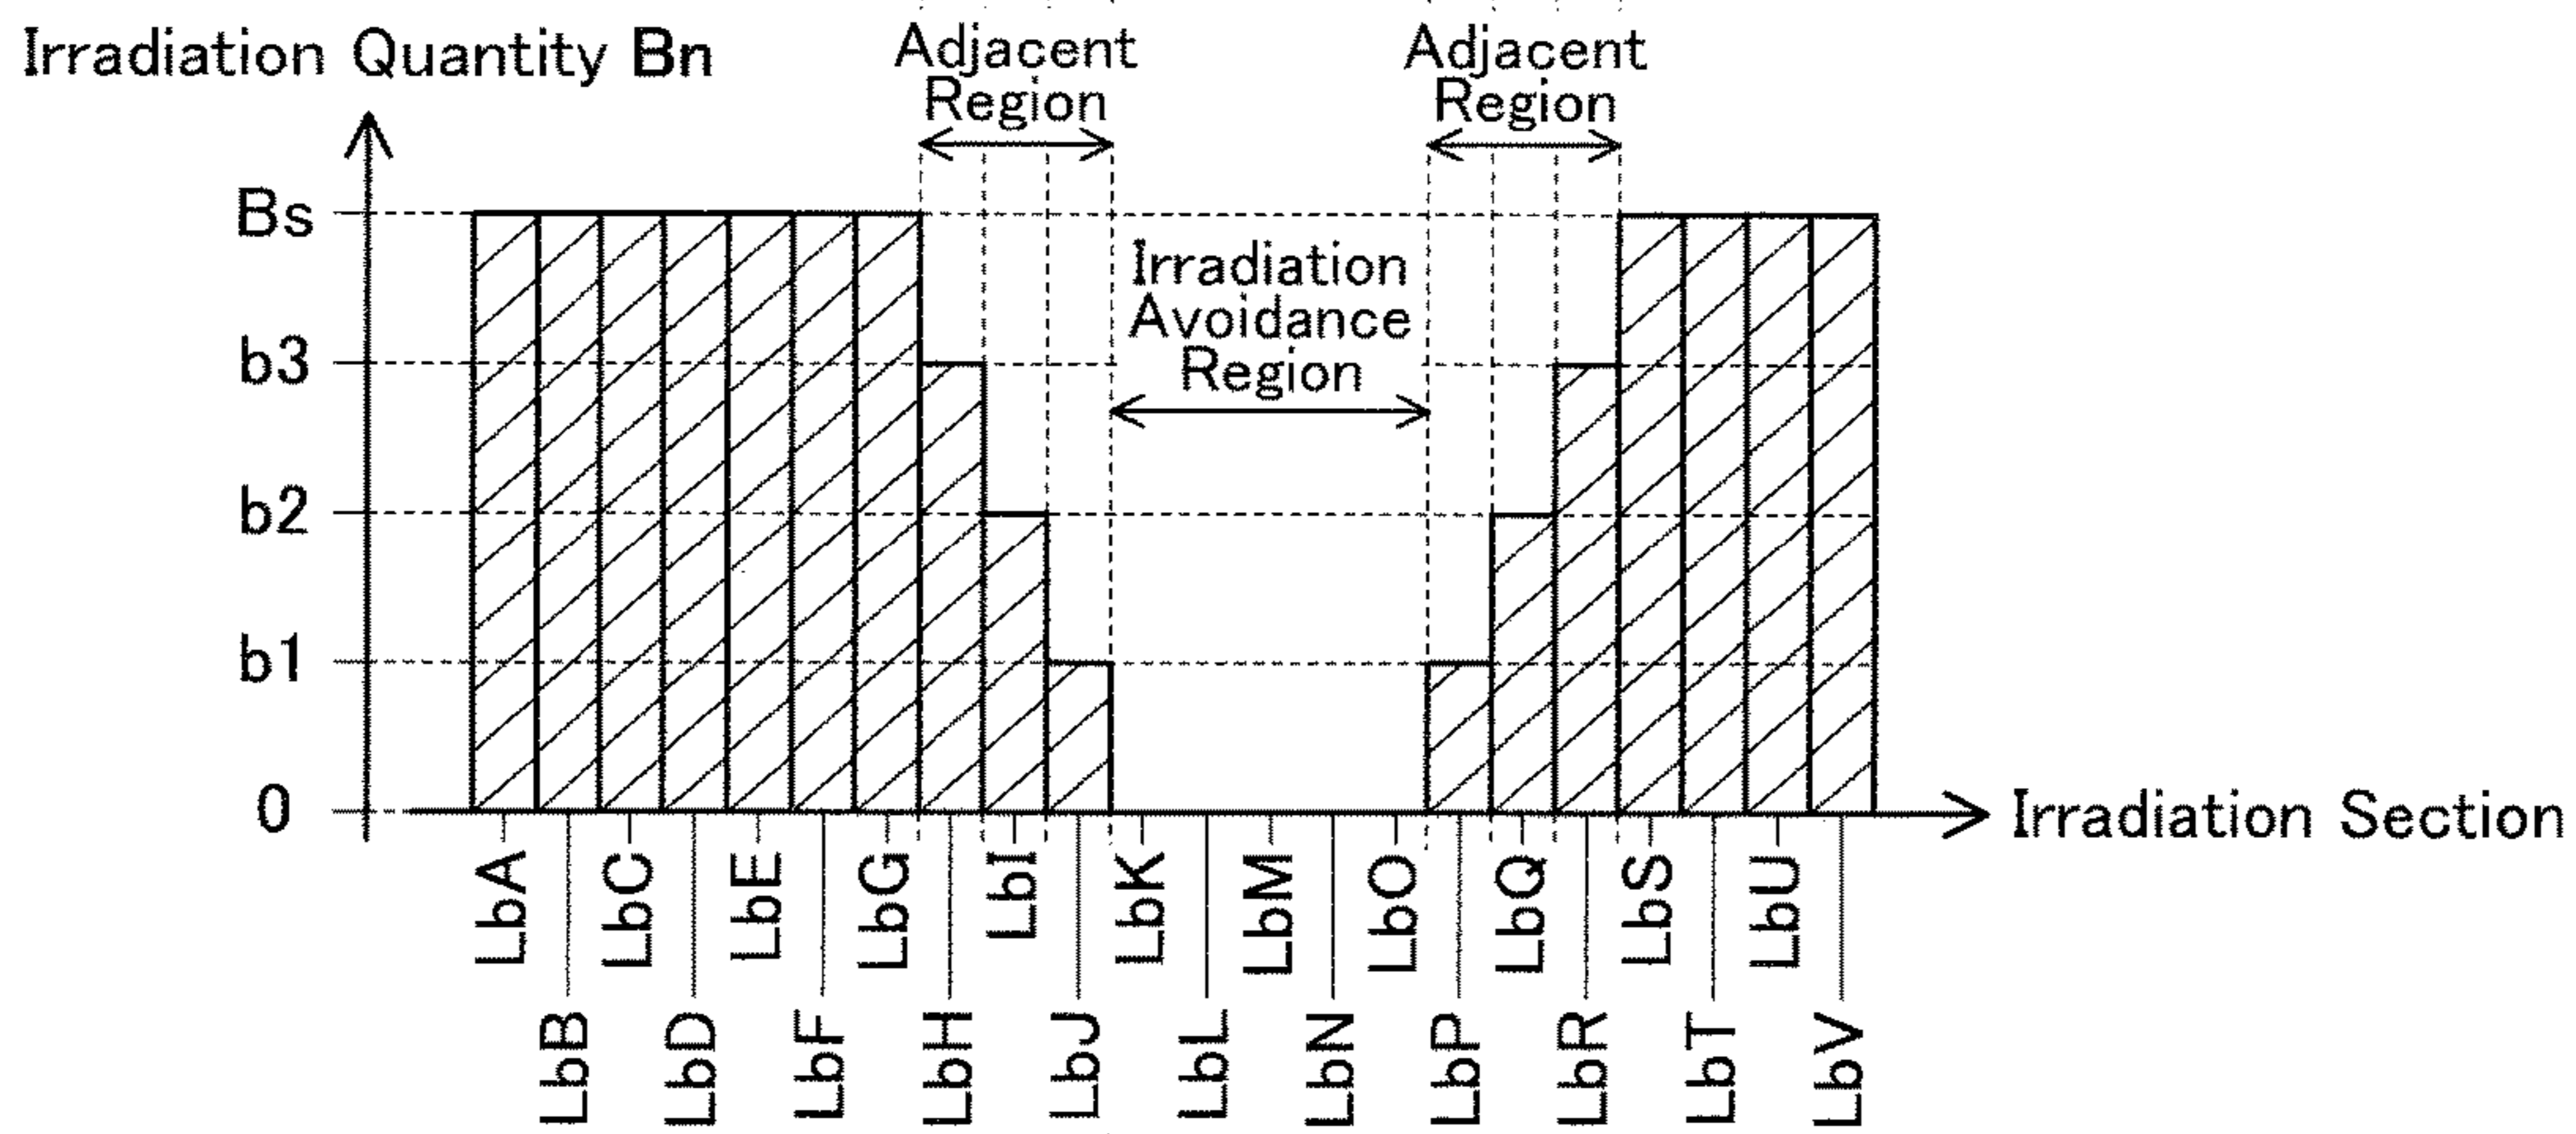 Irradiation Quantity Bn
Adjacent
Region
Adjacent
Region
Bs
Irradiation
Avoidance
Region
b3
b2
b1
0
Irradiation Section
LbA
LbB
LbC
LbD
LbE
LbF
LbG
LbH
LbI
LbJ
LbK
LbL
LbM
LbN
LbO
LbP
LbQ
LbR
LbS
LbT
LbU
LbV